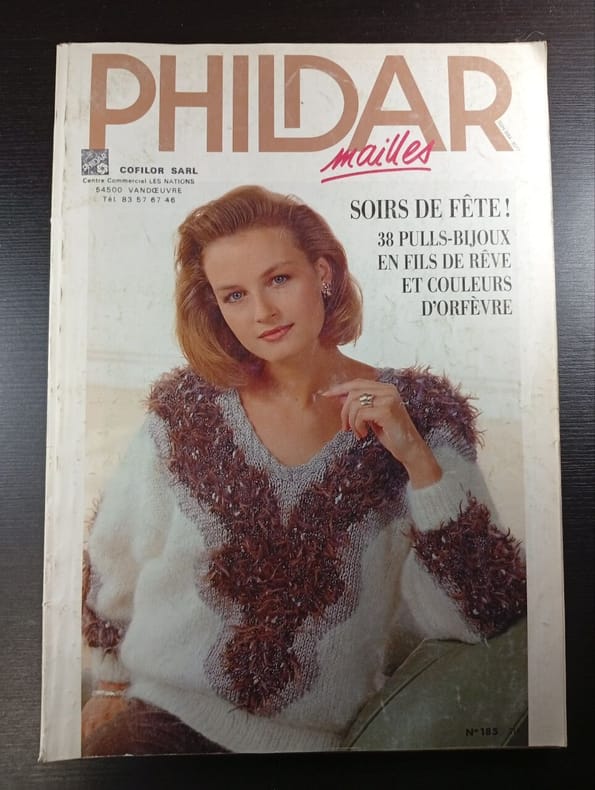 PHILDAR
mailles
COFILOR SARL
Centre Commercial LES NATIONS
54500 VANDŒUVRE
Tél. 83 57 67 46
SOIRS DE FÊTE!
38 PULLS-BIJOUX
EN FILS DE RÊVE
ET COULEURS
D'ORFÈVRE
N° 185